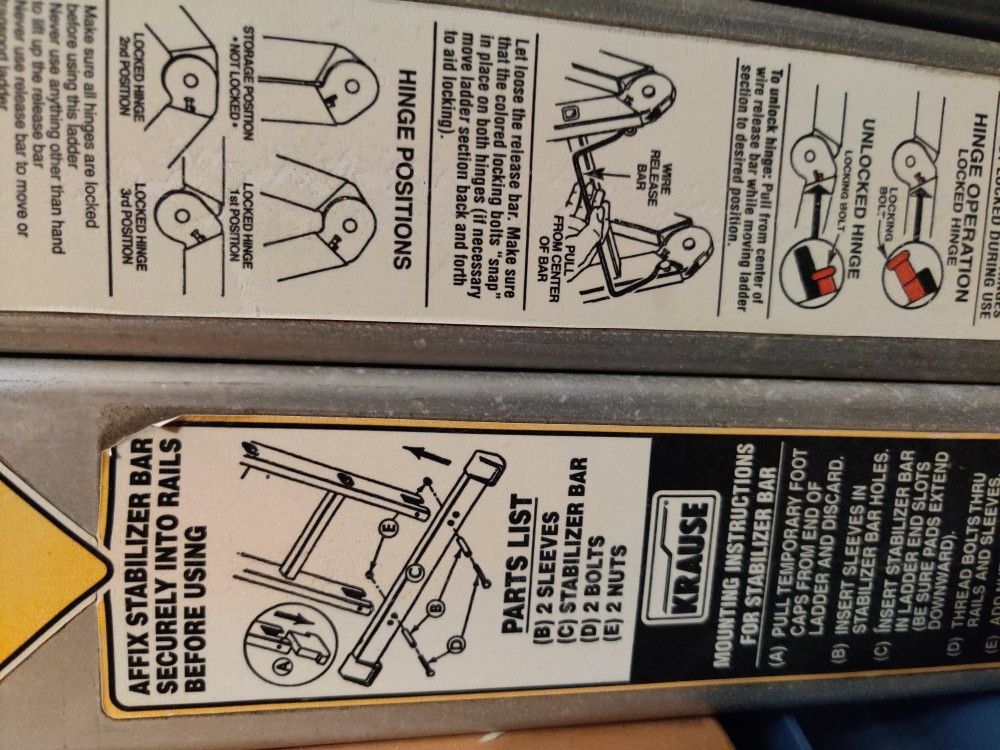 LOCKED DURING USE
HINGE OPERATION
LOCKED HINGE
LOCKING
BOLT
UNLOCKED HINGE
LOCKING BOLT
To unlock hinge: Pull from center of
wire release bar while moving ladder
section to desired position.
WIRE
RELEASE
BAR
PULL
FROM CENTER
OF BAR
Let loose the release bar. Make sure
that the colored locking bolts "snap"
in place on both hinges (if necessary
move ladder section back and forth
to aid locking).
HINGE POSITIONS
STORAGE POSITION
• NOT LOCKED •
LOCKED HINGE
1st POSITION
LOCKED HINGE
2nd POSITION
LOCKED HINGE
3rd POSITION
Make sure all hinges are locked
before using this ladder
Never use anything other than hand
to lift up the release bar
Never use release bar to move or
ladder
AFFIX STABILIZER BAR
SECURELY INTO RAILS
BEFORE USING
A
E
C
B
D
PARTS LIST
(B) 2 SLEEVES
(C) STABILIZER BAR
(D) 2 BOLTS
(E) 2 NUTS
KRAUSE
MOUNTING INSTRUCTIONS
FOR STABILIZER BAR
(A) PULL TEMPORARY FOOT
CAPS FROM END OF
LADDER AND DISCARD.
(B) INSERT SLEEVES IN
STABILIZER BAR HOLES.
(C) INSERT STABILIZER BAR
IN LADDER END SLOTS
(BE SURE PADS EXTEND
DOWNWARD).
(D) THREAD BOLTS THRU
RAILS AND SLEEVES.
(E)